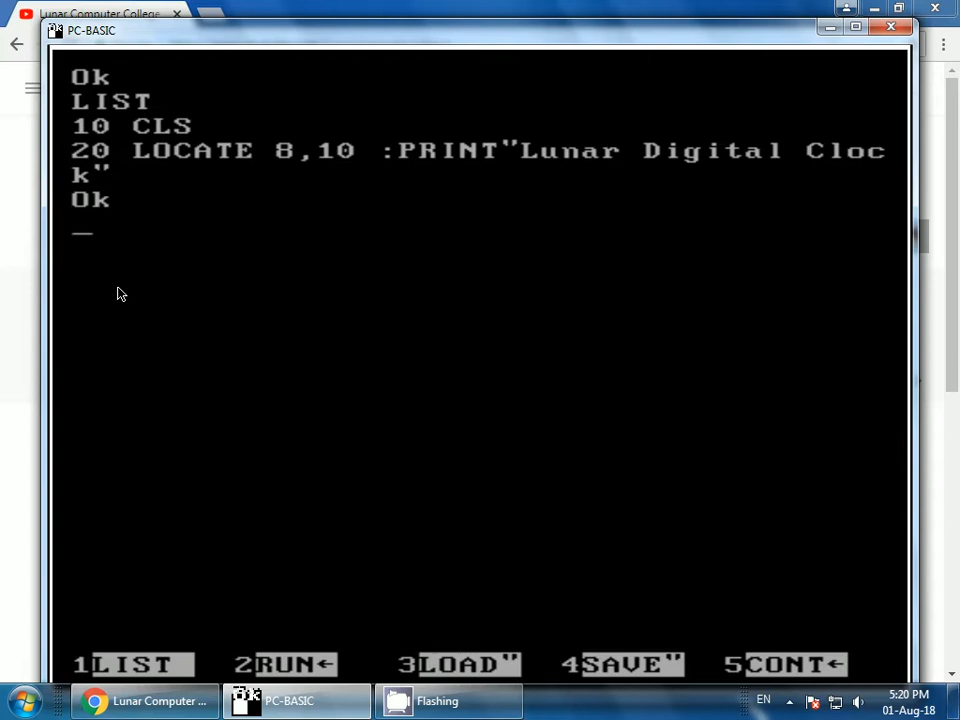 Lunar Computer College
PC-BASIC
Ok
LIST
10 CLS
20 LOCATE 8,10 :PRINT"Lunar Digital Cloc
k"
Ok
1LIST 2RUN← 3LOAD" 4SAVE" 5CONT←
Lunar Computer ... PC-BASIC Flashing EN 5:20 PM
01-Aug-18